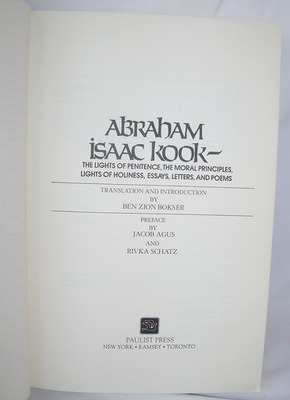 ABRAHAM
ISAAC KOOK—
THE LIGHTS OF PENITENCE, THE MORAL PRINCIPLES,
LIGHTS OF HOLINESS, ESSAYS, LETTERS, AND POEMS
TRANSLATION AND INTRODUCTION
BY
BEN ZION BOKSER
PREFACE
BY
JACOB AGUS
AND
RIVKA SCHATZ
PAULIST PRESS
NEW YORK • RAMSEY • TORONTO